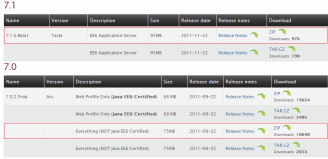 7.1
Name Version Description Size Release date Release notes Download
7.1.0.Beta1 Tesla EE6 Application Server 95MB 2011-11-22 Release Notes ZIP
Downloads: 976
EE6 Application Server 95MB 2011-11-22 Release Notes TAR.GZ
Downloads: 190
7.0
Name Version Description Size Release date Release notes Download
7.0.2.Final Arc Web Profile Only (Java EE6 Certified) 68 MB 2011-09-22 Release Notes ZIP
Downloads: 19634
Web Profile Only (Java EE6 Certified) 68 MB 2011-09-22 Release Notes TAR.GZ
Downloads: 2486
Everything (NOT Java EE6 Certified) 75MB 2011-09-22 Release Notes ZIP
Downloads: 10840
Everything (NOT Java EE6 Certified) 75MB 2011-09-22 Release Notes TAR.GZ
Downloads: 2653